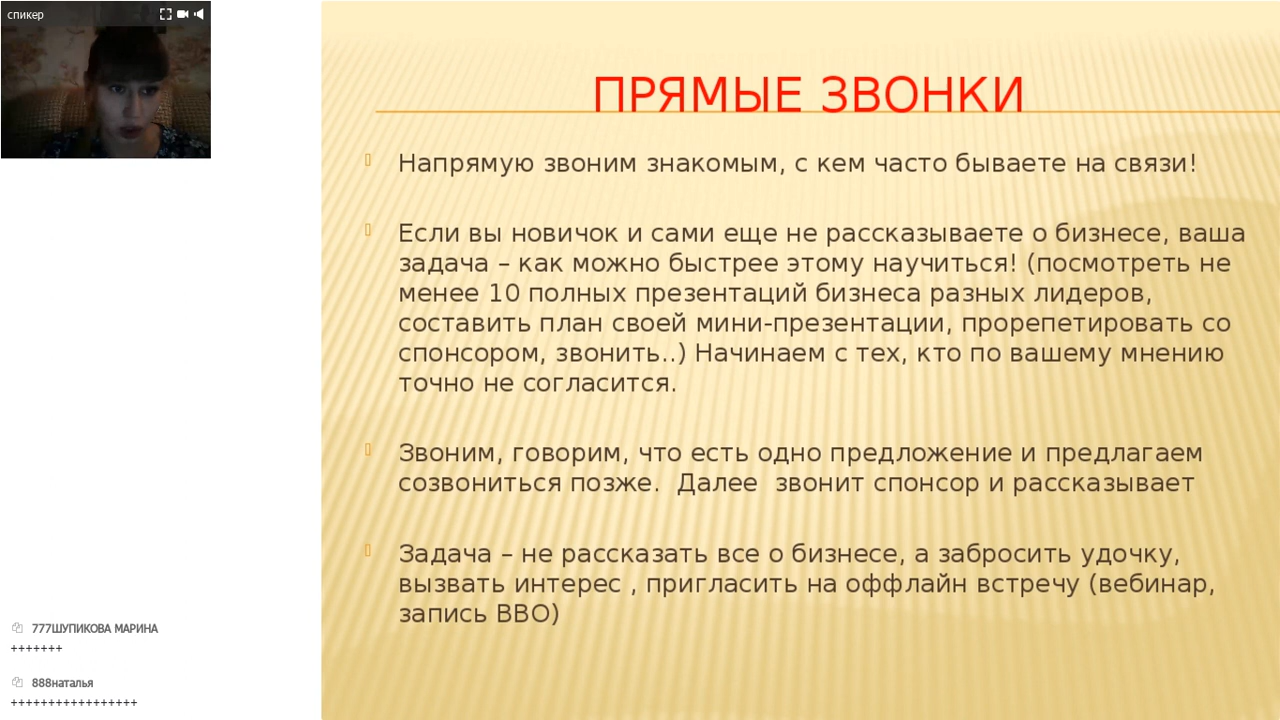 спикер
ПРЯМЫЕ ЗВОНКИ
Напрямую звоним знакомым, с кем часто бываете на связи!
Если вы новичок и сами еще не рассказываете о бизнесе, ваша
задача – как можно быстрее этому научиться! (посмотреть не
менее 10 полных презентаций бизнеса разных лидеров,
составить план своей мини-презентации, прорепетировать со
спонсором, звонить..) Начинаем с тех, кто по вашему мнению
точно не согласится.
Звоним, говорим, что есть одно предложение и предлагаем
созвониться позже.  Далее  звонит спонсор и рассказывает
Задача – не рассказать все о бизнесе, а забросить удочку,
вызвать интерес , пригласить на оффлайн встречу (вебинар,
запись ВВО)
777ШУПИКОВА МАРИНА
+++++++
888наталья
+++++++++++++++++